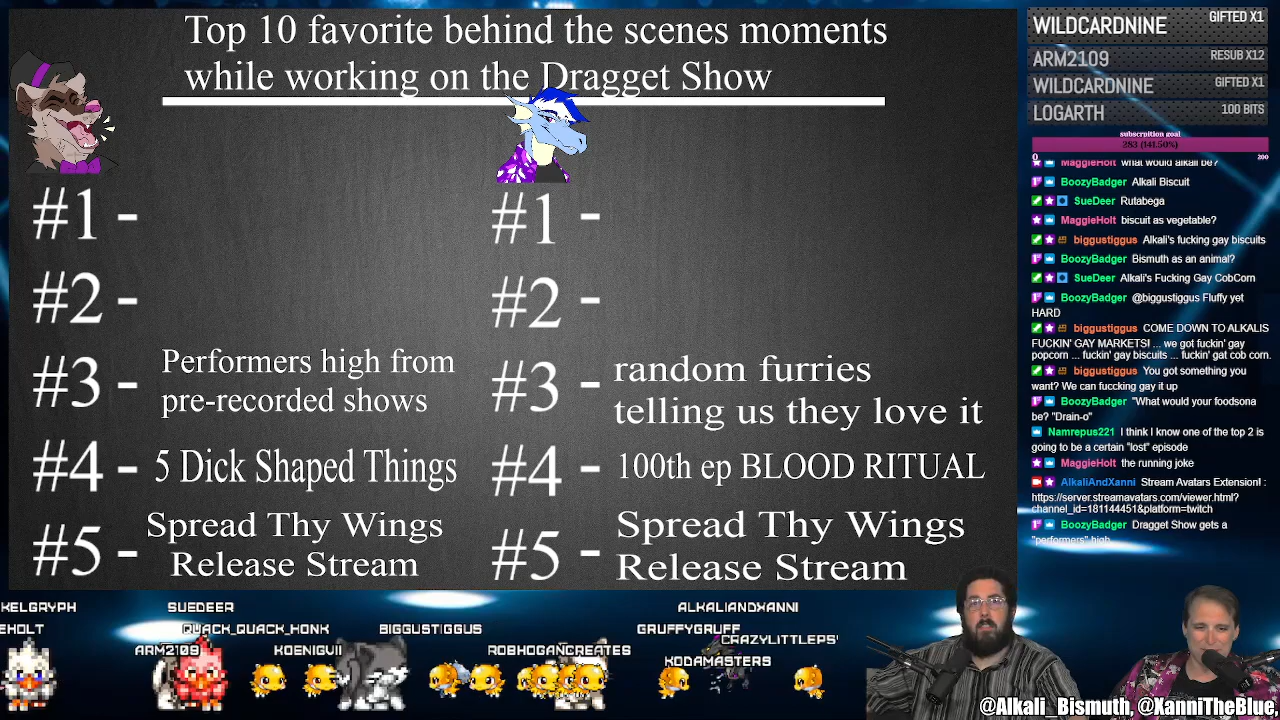 Top 10 favorite behind the scenes moments
while working on the Dragget Show
#1 -
#2 -
#3 - Performers high from
pre-recorded shows
#4 - 5 Dick Shaped Things
#5 - Spread Thy Wings
Release Stream
#1 -
#2 -
#3 - random furries
telling us they love it
#4 - 100th ep BLOOD RITUAL
#5 - Spread Thy Wings
Release Stream
WILDCARDNINE GIFTED X1
ARM2109 RESUB X12
WILDCARDNINE GIFTED X1
LOGARTH 100 BITS
subscrpition goal
283 (141.50%)
0 200
MaggieHolt what would alkali be?
BoozyBadger Alkali Biscuit
SueDeer Rutabega
MaggieHolt biscuit as vegetable?
biggustiggus Alkali's fucking gay biscuits
BoozyBadger Bismuth as an animal?
SueDeer Alkali's Fucking Gay CobCorn
BoozyBadger @biggustiggus Fluffy yet
HARD
biggustiggus COME DOWN TO ALKALIS
FUCKIN' GAY MARKETS! ... we got fuckin' gay
popcorn ... fuckin' gay biscuits ... fuckin' gat cob corn.
biggustiggus You got something you
want? We can fuccking gay it up
BoozyBadger "What would your foodsona
be? "Drain-o"
Namrepus221 I think I know one of the top 2 is
going to be a certain "lost" episode
MaggieHolt the running joke
AlkaliAndXanni Stream Avatars Extension! :
https://server.streamavatars.com/viewer.html?
channel_id=181144451&platform=twitch
BoozyBadger Dragget Show gets a
"performers" high.
KELGRYPH
SUEDEER
ALKALIANDXANNI
EHOLT
QUACK_QUACK_HONK
BIGGUSTIGGUS
GRUFFYGRUFF
CRAZYLITTLEPS'
ARM2109
KOENIGVII
ROBHOGANCREATES
KODAMASTERS
@Alkali_Bismuth, @XanniTheBlue,